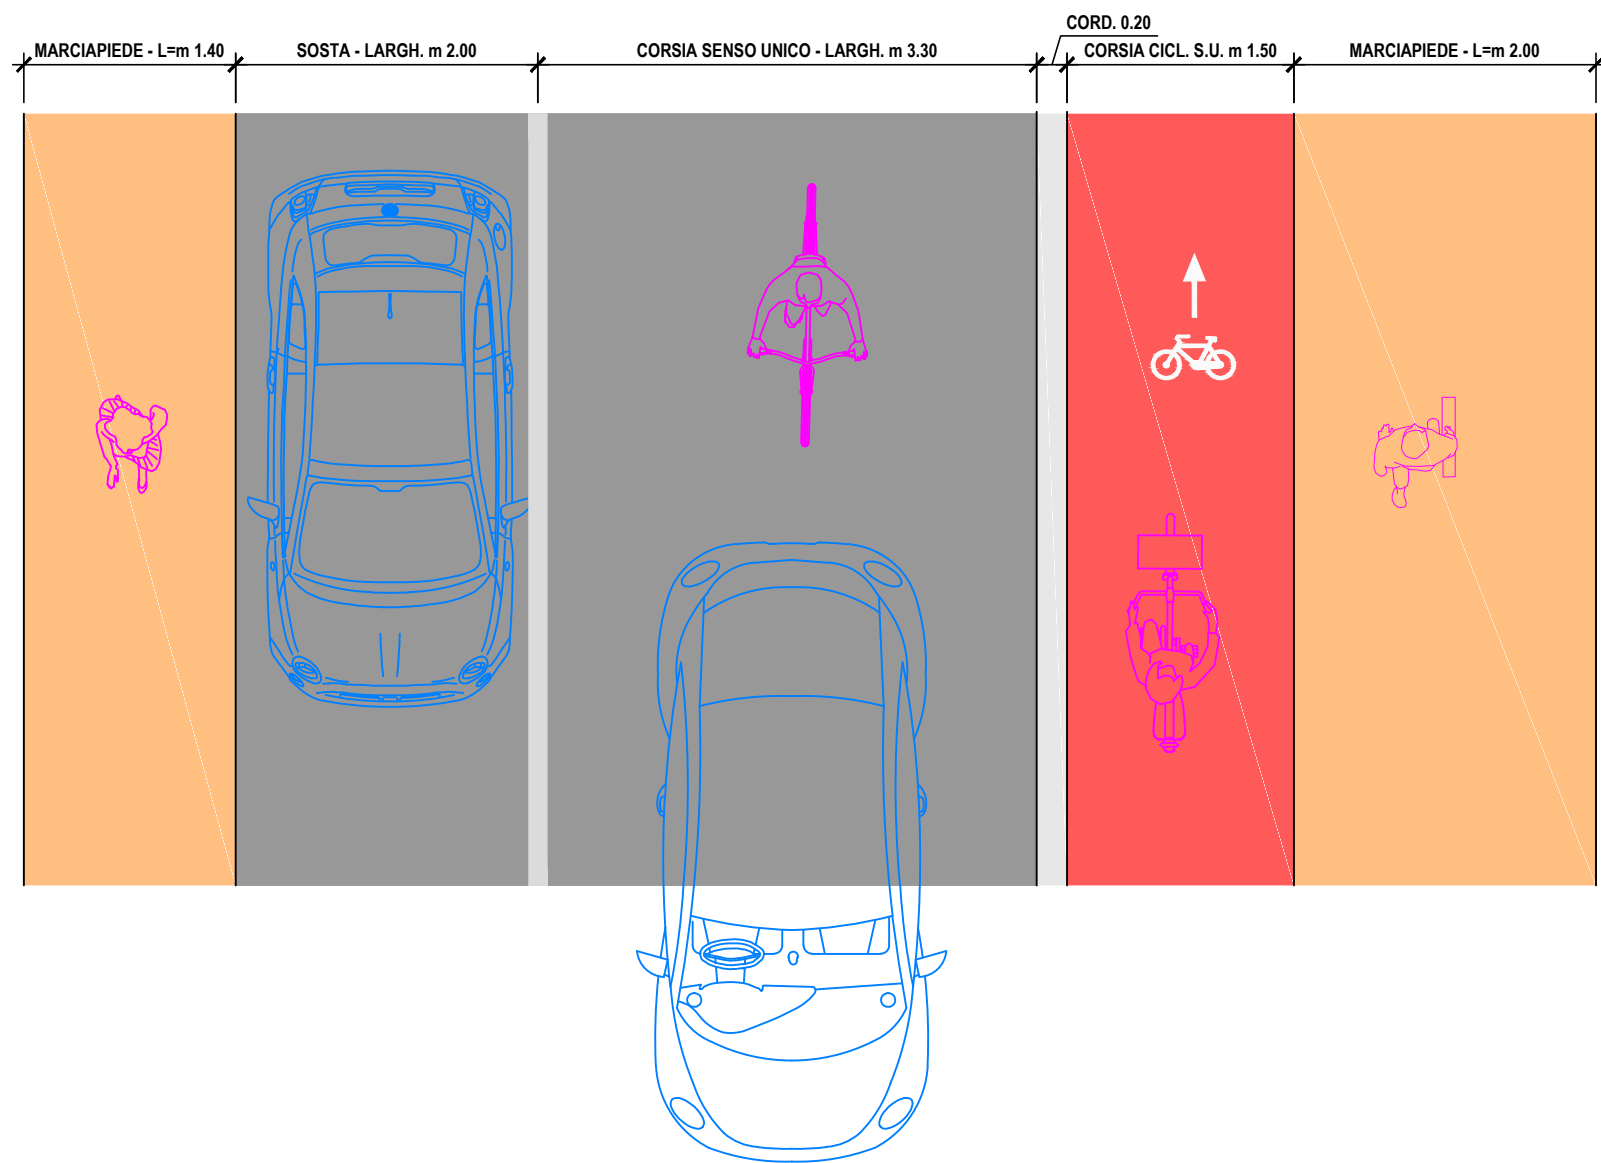 CORD. 0.20
MARCIAPIEDE - L=m 1.40
SOSTA - LARGH. m 2.00
CORSIA SENSO UNICO - LARGH. m 3.30
CORSIA CICL. S.U. m 1.50
MARCIAPIEDE - L=m 2.00